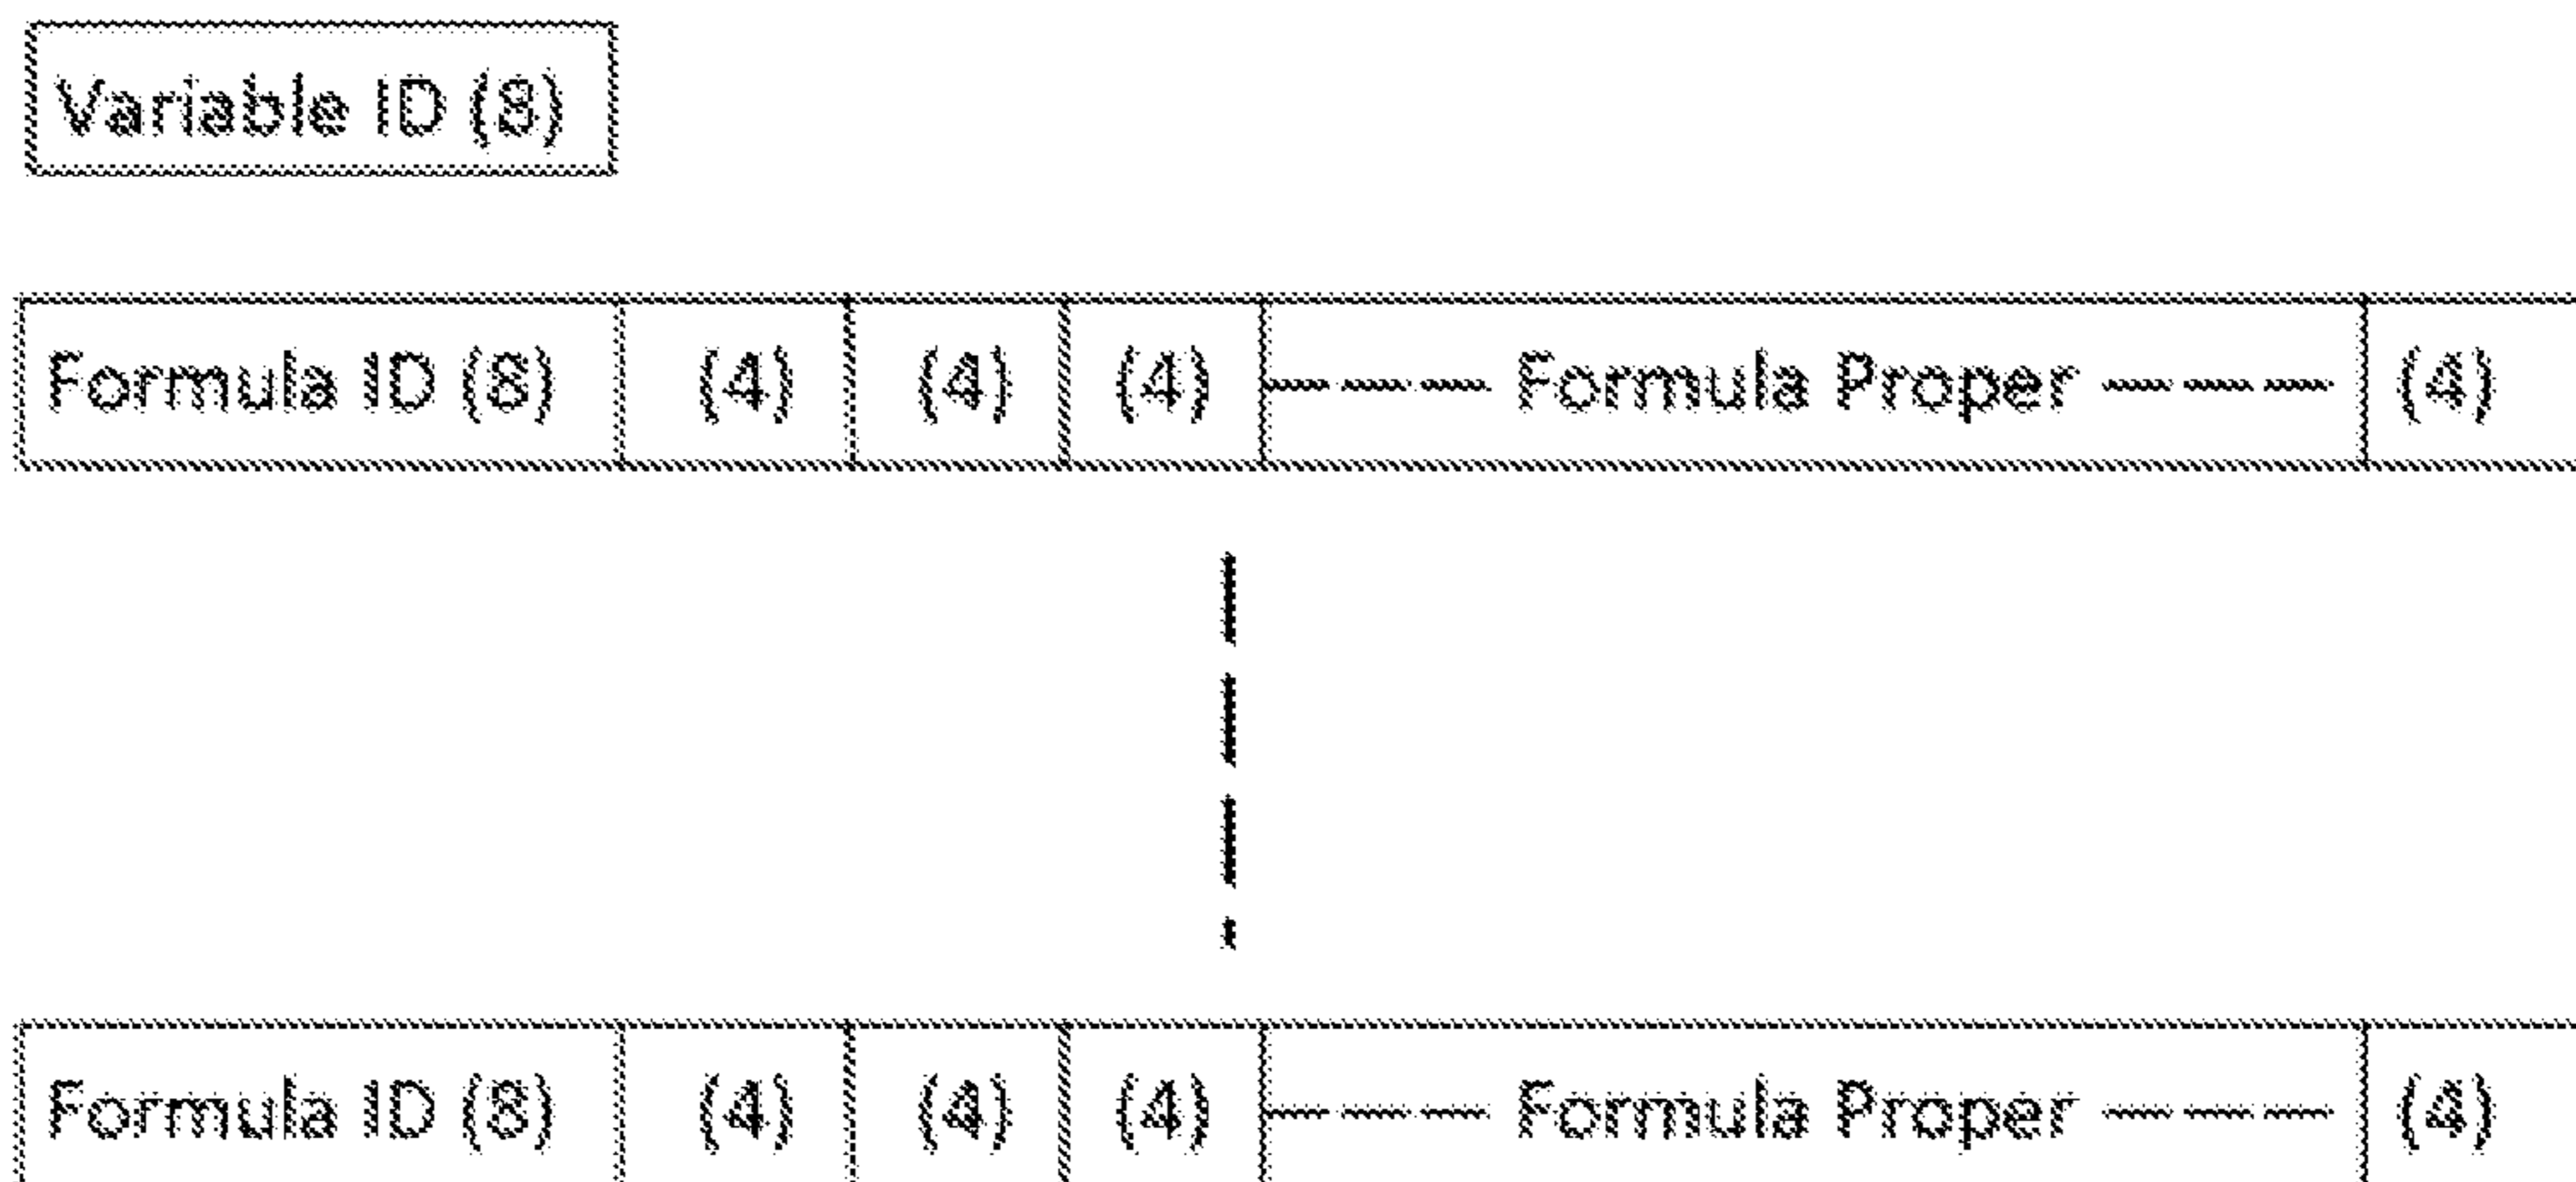 Variable ID (8)
Formula ID (8) (4) (4) (4) Formula Proper (4)
Formula ID (8) (4) (4) (4) Formula Proper (4)